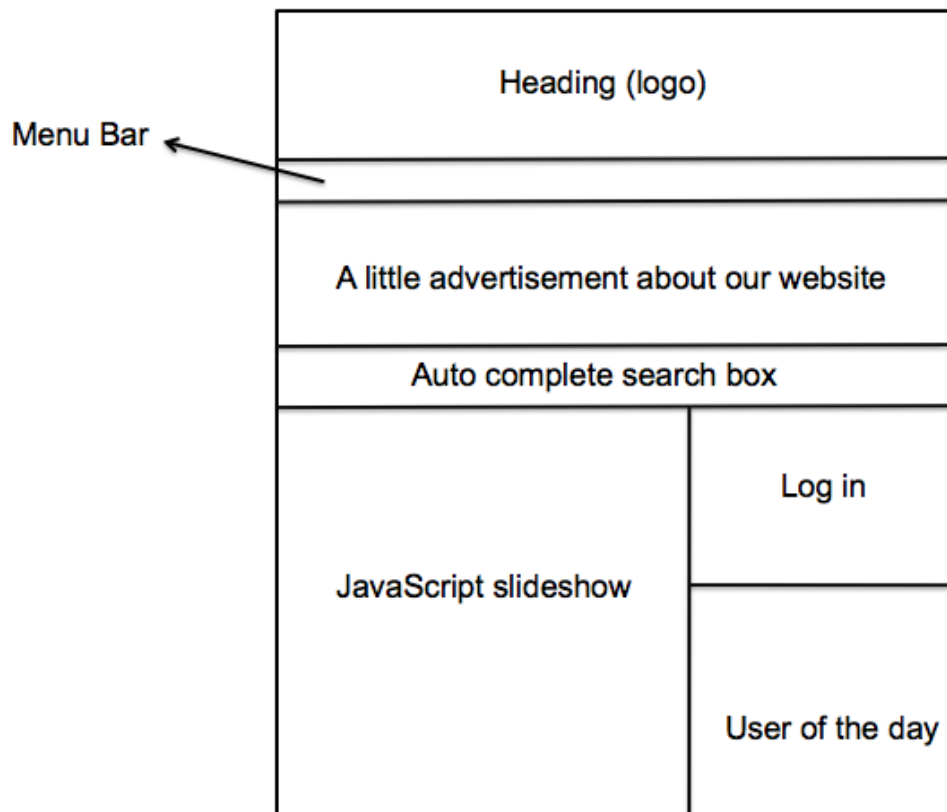 Heading (logo)
Menu Bar
A little advertisement about our website
Auto complete search box
Log in
JavaScript slideshow
User of the day